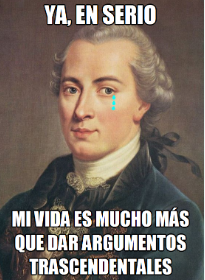 YA, EN SERIO
MI VIDA ES MUCHO MÁS
QUE DAR ARGUMENTOS
TRASCENDENTALES